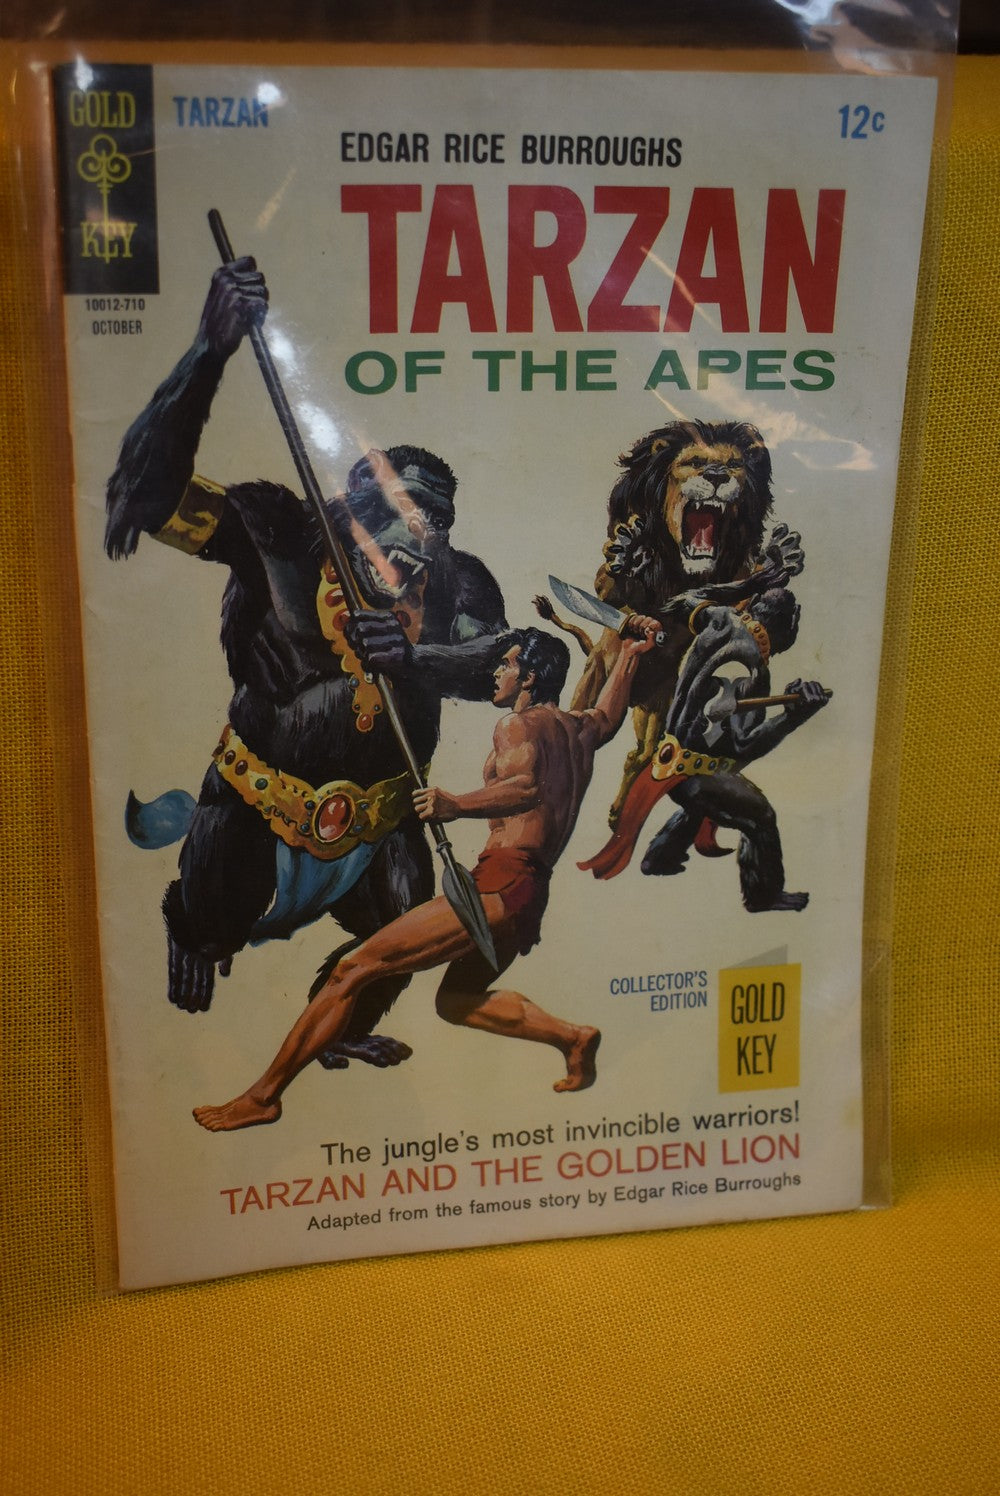 GOLD
KEY
10012-710
OCTOBER
TARZAN
12c
EDGAR RICE BURROUGHS
TARZAN
OF THE APES
COLLECTOR'S
EDITION
GOLD
KEY
The jungle's most invincible warriors!
TARZAN AND THE GOLDEN LION
Adapted from the famous story by Edgar Rice Burroughs